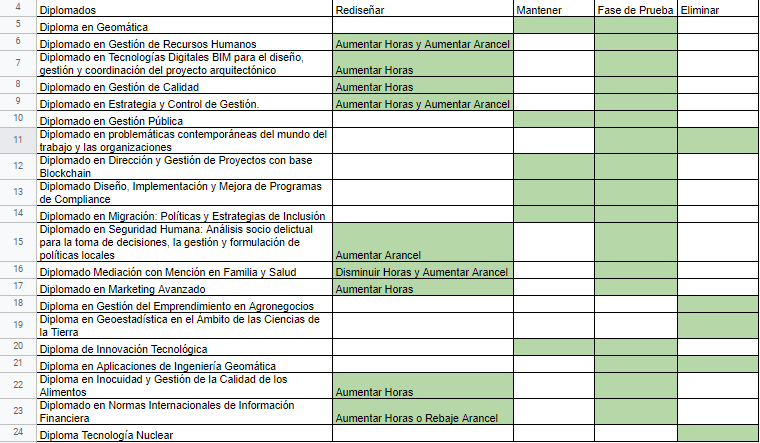 4 Diplomados Rediseñar Mantener Fase de Prueba Eliminar
5 Diploma en Geomática
6 Diplomado en Gestión de Recursos Humanos Aumentar Horas y Aumentar Arancel
7 Diplomado en Tecnologías Digitales BIM para el diseño,
gestión y coordinación del proyecto arquitectónico Aumentar Horas
8 Diplomado en Gestión de Calidad Aumentar Horas
9 Diplomado en Estrategia y Control de Gestión. Aumentar Horas y Aumentar Arancel
10 Diplomado en Gestión Pública
11 Diplomado en problemáticas contemporáneas del mundo del
trabajo y las organizaciones
12 Diplomado en Dirección y Gestión de Proyectos con base
Blockchain
13 Diplomado Diseño, Implementación y Mejora de Programas
de Compliance
14 Diplomado en Migración: Políticas y Estrategias de Inclusión
15 Diplomado en Seguridad Humana: Análisis socio delictual
para la toma de decisiones, la gestión y formulación de
políticas locales Aumentar Arancel
16 Diplomado Mediación con Mención en Familia y Salud Disminuir Horas y Aumentar Arancel
17 Diplomado en Marketing Avanzado Aumentar Horas
18 Diploma en Gestión del Emprendimiento en Agronegocios
19 Diploma en Geoestadística en el Ámbito de las Ciencias de
la Tierra
20 Diploma de Innovación Tecnológica
21 Diploma en Aplicaciones de Ingeniería Geomática
22 Diploma en Inocuidad y Gestión de la Calidad de los
Alimentos Aumentar Horas
23 Diplomado en Normas Internacionales de Información
Financiera Aumentar Horas o Rebaje Arancel
24 Diploma Tecnología Nuclear